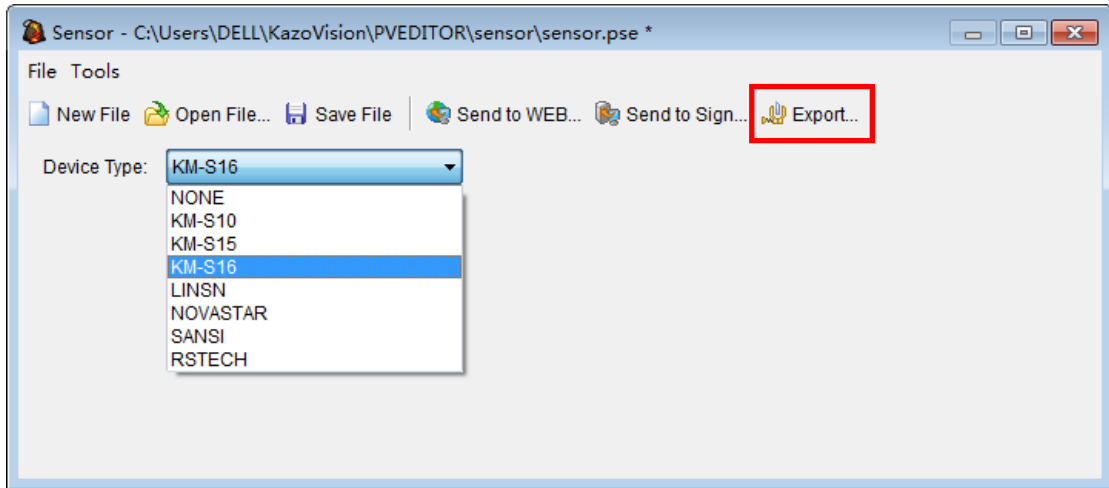 Sensor - C:\Users\DELL\KazoVision\PVEDITOR\sensor\sensor.pse *
File Tools
New File Open File... Save File Send to WEB... Send to Sign... Export...
Device Type: KM-S16
NONE
KM-S10
KM-S15
KM-S16
LINSN
NOVASTAR
SANSI
RSTECH